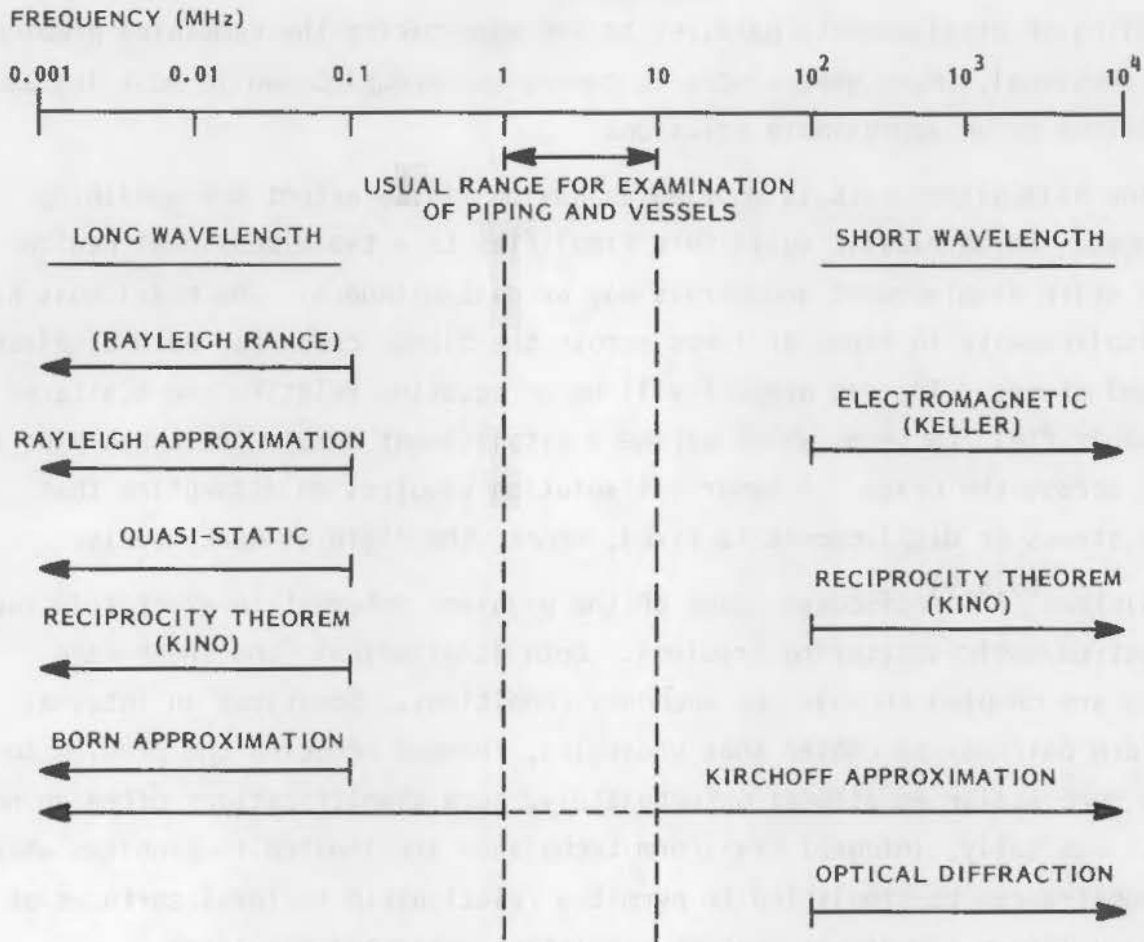 FREQUENCY (MHz)
0.001 0.01 0.1 1 10 10² 10³ 10⁴
USUAL RANGE FOR EXAMINATION
OF PIPING AND VESSELS
LONG WAVELENGTH
SHORT WAVELENGTH
(RAYLEIGH RANGE)
ELECTROMAGNETIC
(KELLER)
RAYLEIGH APPROXIMATION
QUASI-STATIC
RECIPROCITY THEOREM
(KINO)
RECIPROCITY THEOREM
(KINO)
BORN APPROXIMATION
KIRCHOFF APPROXIMATION
OPTICAL DIFFRACTION